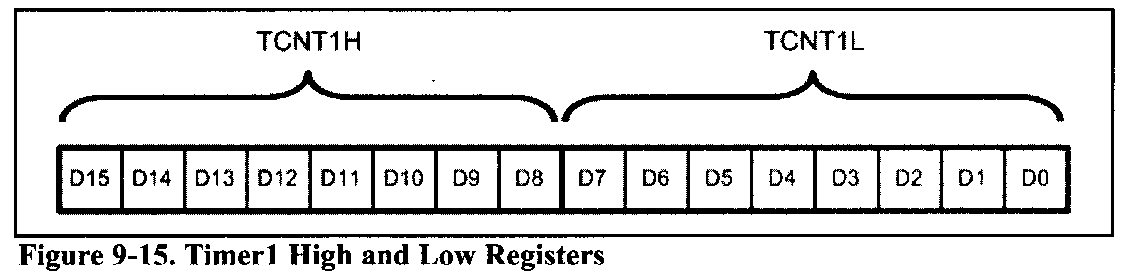 TCNT1H TCNT1L
D15 D14 D13 D12 D11 D10 D9 D8 D7 D6 D5 D4 D3 D2 D1 D0
Figure 9-15. Timer1 High and Low Registers